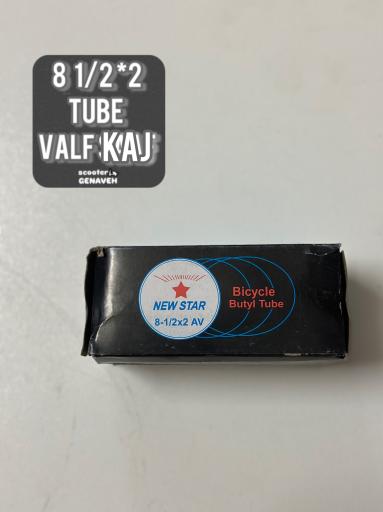 8 1/2*2
TUBE
VALF KAJ
scooter
GENAVEH
NEW STAR
8-1/2x2 AV
Bicycle
Butyl Tube